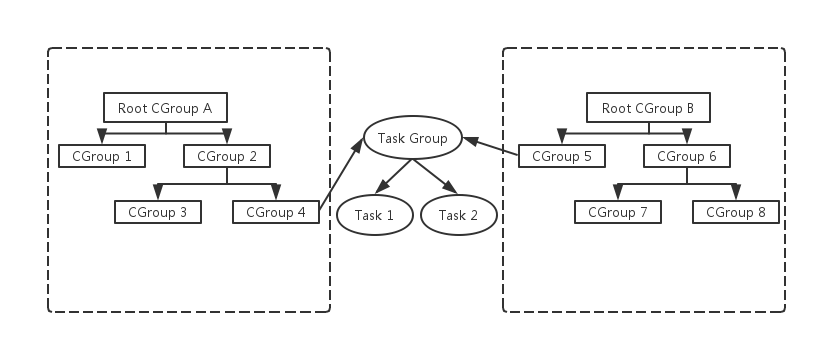 Root CGroup A
CGroup 1
CGroup 2
CGroup 3
CGroup 4
Task Group
Task 1
Task 2
Root CGroup B
CGroup 5
CGroup 6
CGroup 7
CGroup 8